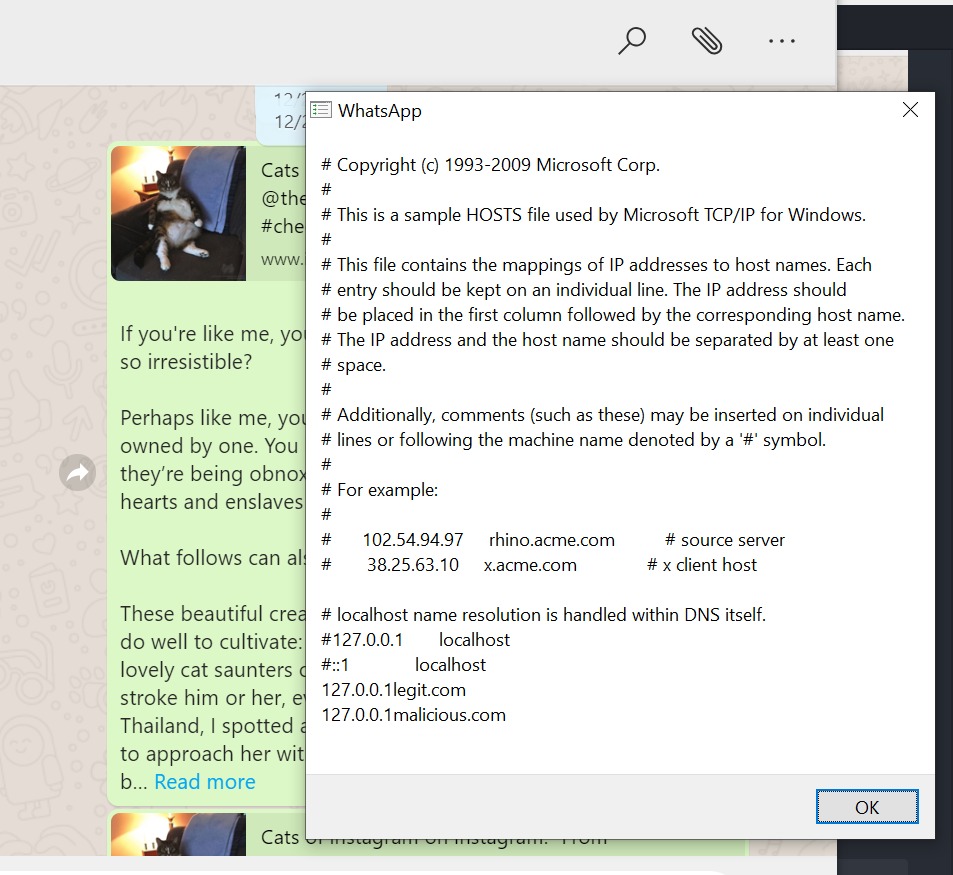 12/2
Cats
@the
#che
www.
If you're like me, you
so irresistible?
Perhaps like me, you
owned by one. You
they’re being obnox
hearts and enslaves
What follows can als
These beautiful crea
do well to cultivate:
lovely cat saunters
stroke him or her, ev
Thailand, I spotted a
to approach her wit
b... Read more
Cats of Instagram on Instagram: “From
WhatsApp
# Copyright (c) 1993-2009 Microsoft Corp.
#
# This is a sample HOSTS file used by Microsoft TCP/IP for Windows.
#
# This file contains the mappings of IP addresses to host names. Each
# entry should be kept on an individual line. The IP address should
# be placed in the first column followed by the corresponding host name.
# The IP address and the host name should be separated by at least one
# space.
#
# Additionally, comments (such as these) may be inserted on individual
# lines or following the machine name denoted by a '#' symbol.
#
# For example:
#
# 102.54.94.97 rhino.acme.com # source server
# 38.25.63.10 x.acme.com # x client host
# localhost name resolution is handled within DNS itself.
#127.0.0.1 localhost
#::1 localhost
127.0.0.1legit.com
127.0.0.1malicious.com
OK